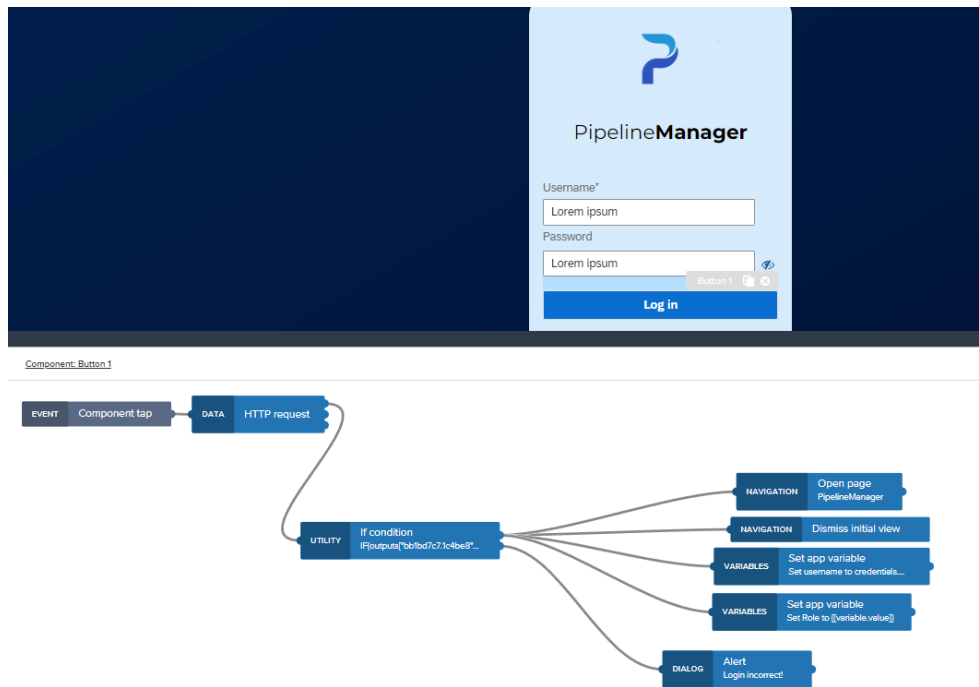 PipelineManager
Username*
Lorem ipsum
Password
Lorem ipsum
Button 1
Log in
Component: Button 1
EVENT Component tap
DATA HTTP request
UTILITY If condition
IF(outputs["bb1bd7c7.1c4be8"...
NAVIGATION Open page
PipelineManager
NAVIGATION Dismiss initial view
VARIABLES Set app variable
Set username to credentials....
VARIABLES Set app variable
Set Role to {{variable.value}}
DIALOG Alert
Login incorrect!